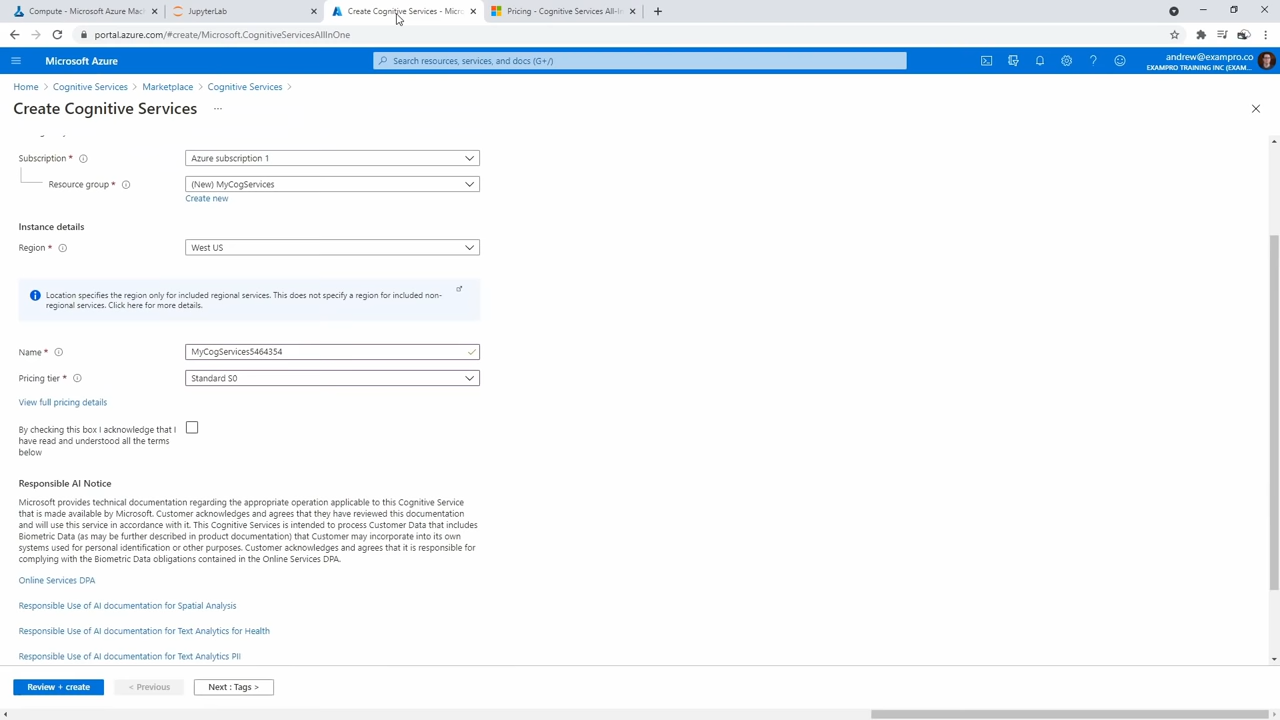 Compute - Microsoft Azure Mac
JupyterLab
Create Cognitive Services - Micro
Pricing - Cognitive Services All-in
portal.azure.com/#create/Microsoft.CognitiveServicesAllInOne
Microsoft Azure
Search resources, services, and docs (G+/)
andrew@exampro.co
EXAMPRO TRAINING INC (EXAM...
Home > Cognitive Services > Marketplace > Cognitive Services >
Create Cognitive Services ...
Subscription *
Azure subscription 1
Resource group *
(New) MyCogServices
Create new
Instance details
Region *
West US
Location specifies the region only for included regional services. This does not specify a region for included non-
regional services. Click here for more details.
Name *
MyCogServices5464354
Pricing tier *
Standard S0
View full pricing details
By checking this box I acknowledge that I
have read and understood all the terms
below
Responsible AI Notice
Microsoft provides technical documentation regarding the appropriate operation applicable to this Cognitive Service
that is made available by Microsoft. Customer acknowledges and agrees that they have reviewed this documentation
and will use this service in accordance with it. This Cognitive Services is intended to process Customer Data that includes
Biometric Data (as may be further described in product documentation) that Customer may incorporate into its own
systems used for personal identification or other purposes. Customer acknowledges and agrees that it is responsible for
complying with the Biometric Data obligations contained in the Online Services DPA.
Online Services DPA
Responsible Use of AI documentation for Spatial Analysis
Responsible Use of AI documentation for Text Analytics for Health
Responsible Use of AI documentation for Text Analytics PII
Review + create
< Previous
Next : Tags >